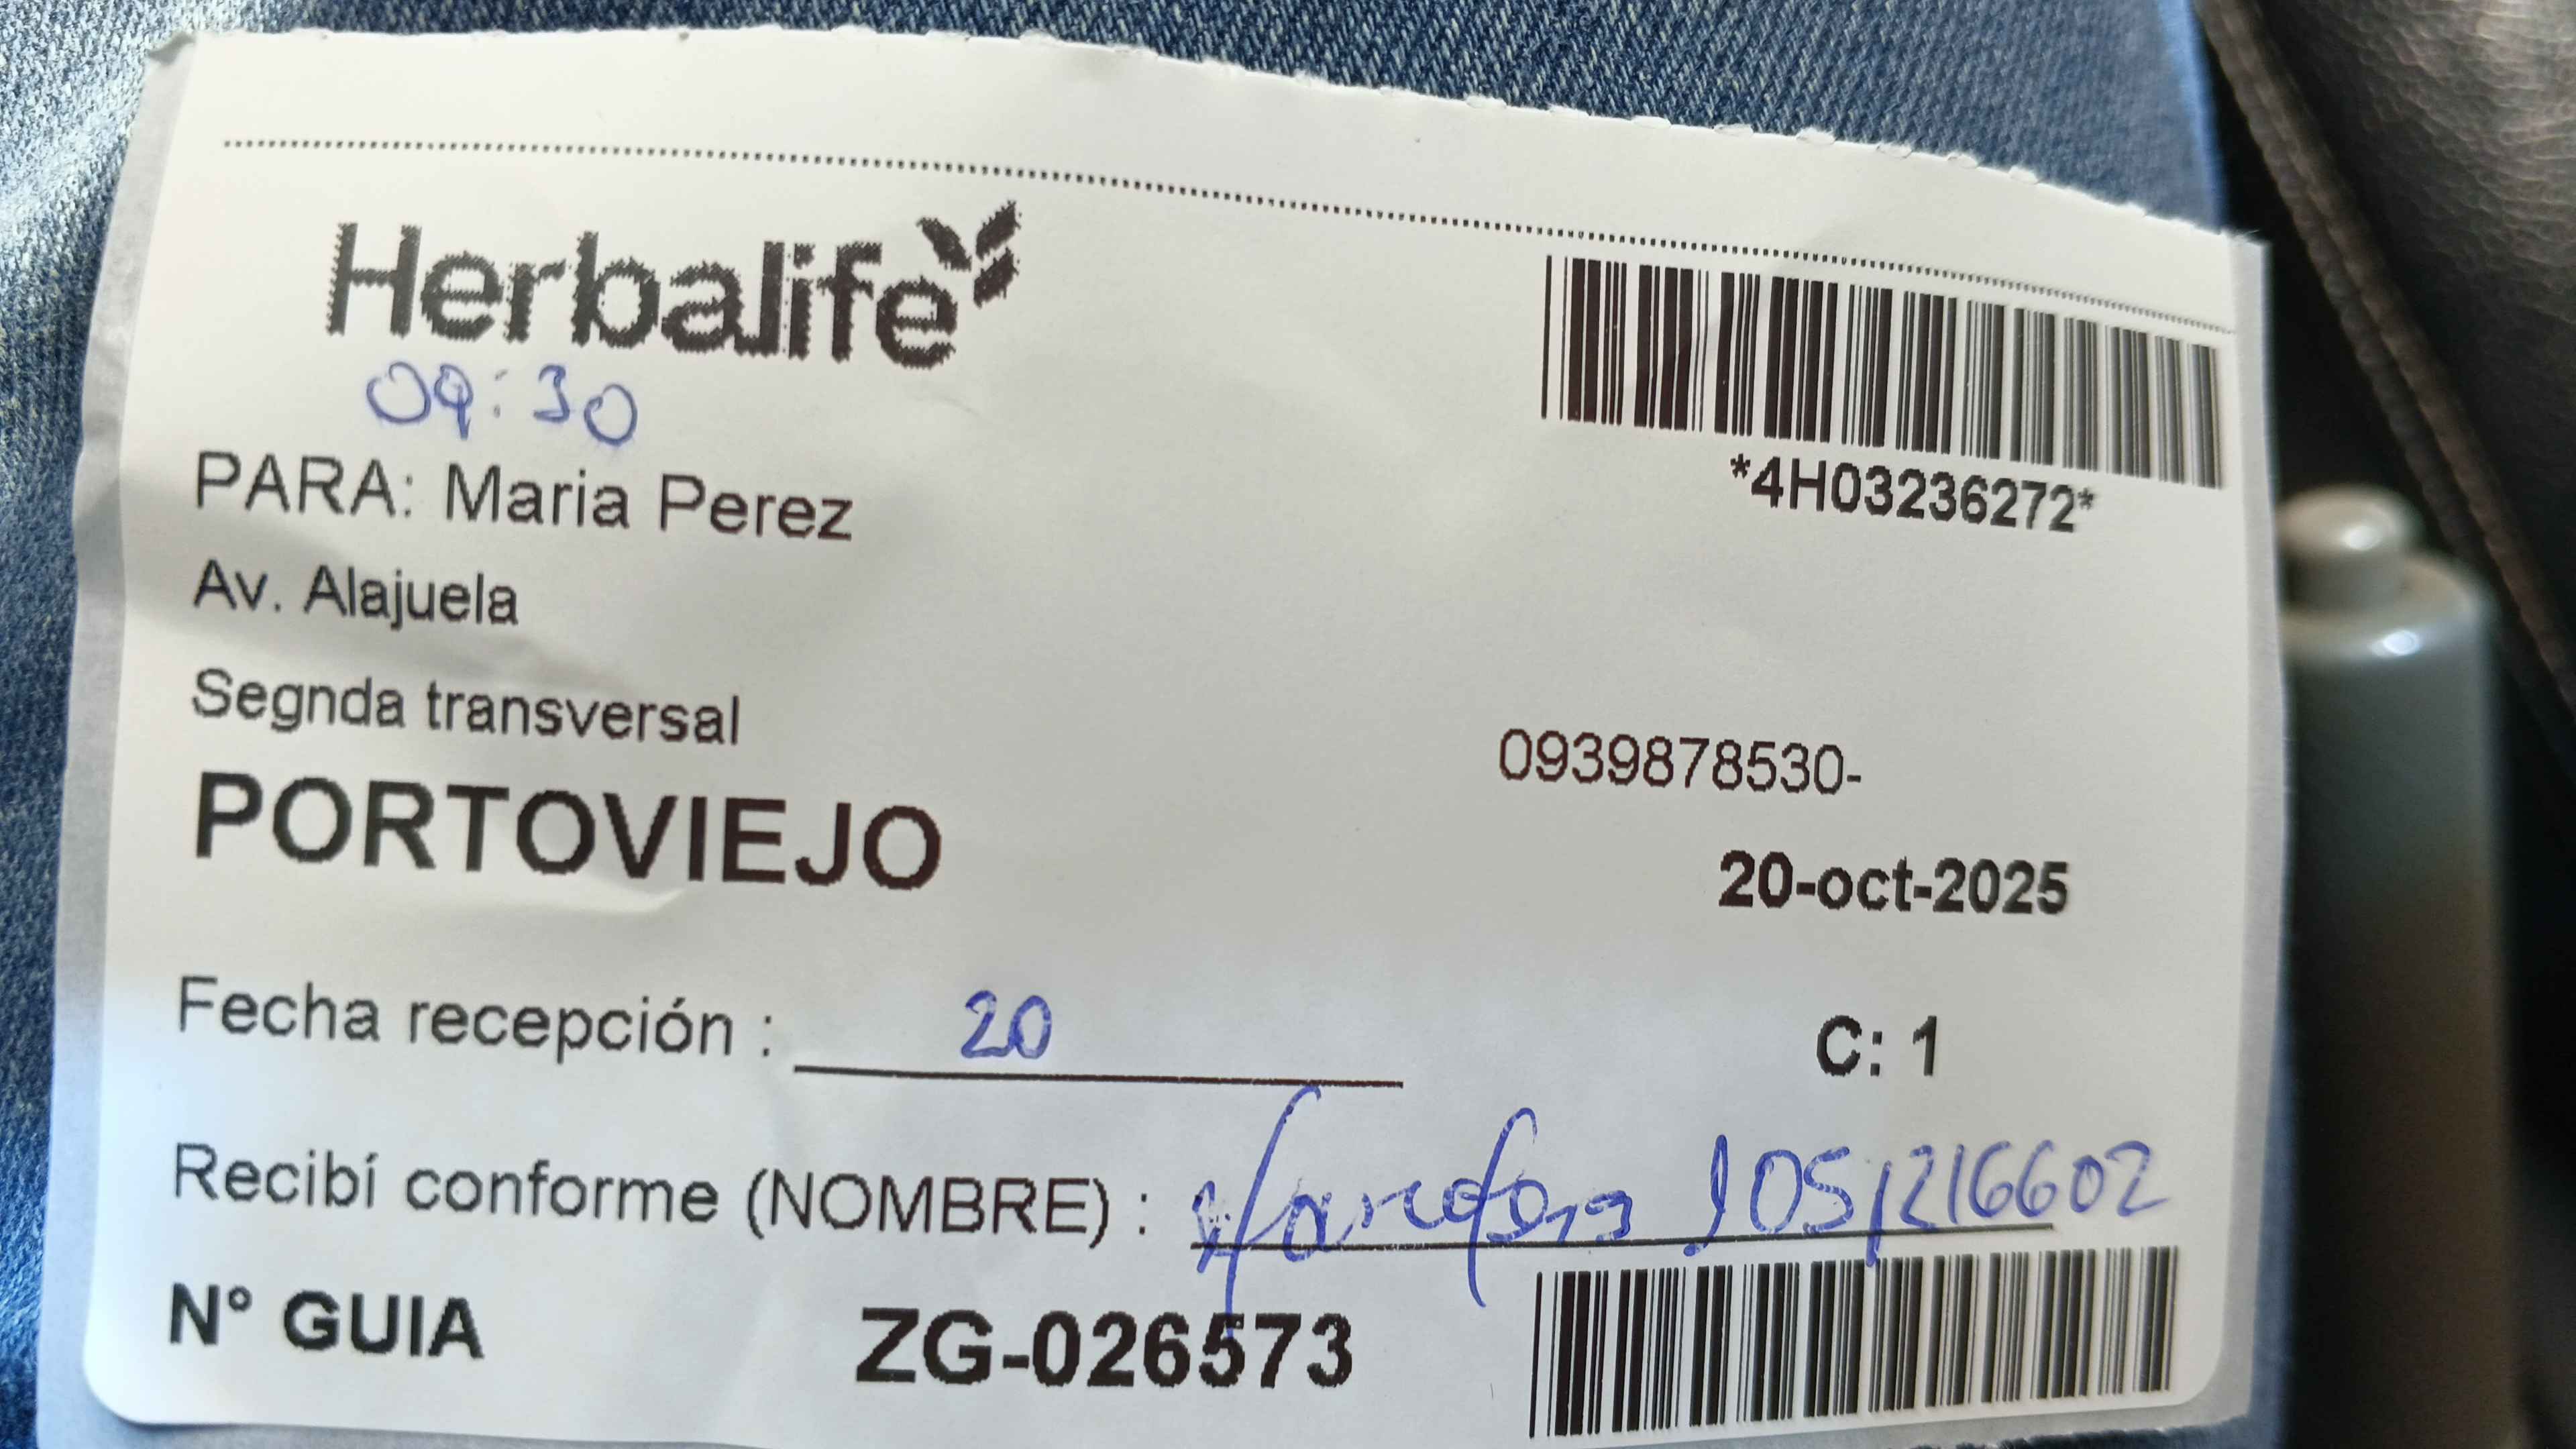 Herbalife
09:30
*4H03236272*
PARA: Maria Perez
Av. Alajuela
Segnda transversal
0939878530-
PORTOVIEJO
20-oct-2025
Fecha recepción : 20
C: 1
Recibí conforme (NOMBRE) :
N° GUIA ZG-026573